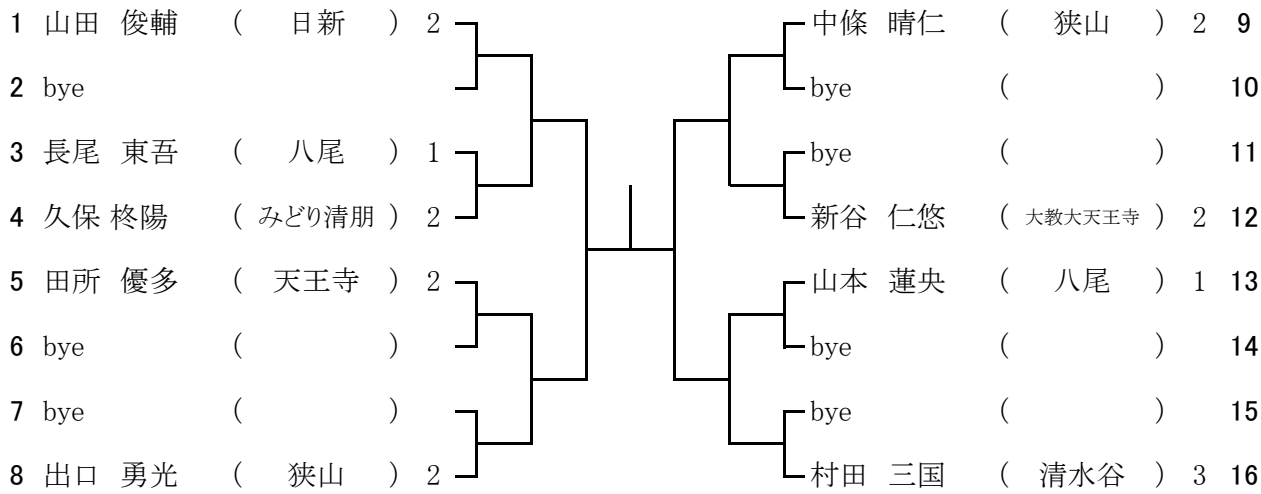 1 山田 俊輔 ( 日新 ) 2
2 bye
3 長尾 東吾 ( 八尾 ) 1
4 久保 柊陽 ( みどり清朋 ) 2
5 田所 優多 ( 天王寺 ) 2
6 bye ( )
7 bye ( )
8 出口 勇光 ( 狭山 ) 2
中條 晴仁 ( 狭山 ) 2 9
bye ( ) 10
bye ( ) 11
新谷 仁悠 ( 大教大天王寺 ) 2 12
山本 蓮央 ( 八尾 ) 1 13
bye ( ) 14
bye ( ) 15
村田 三国 ( 清水谷 ) 3 16